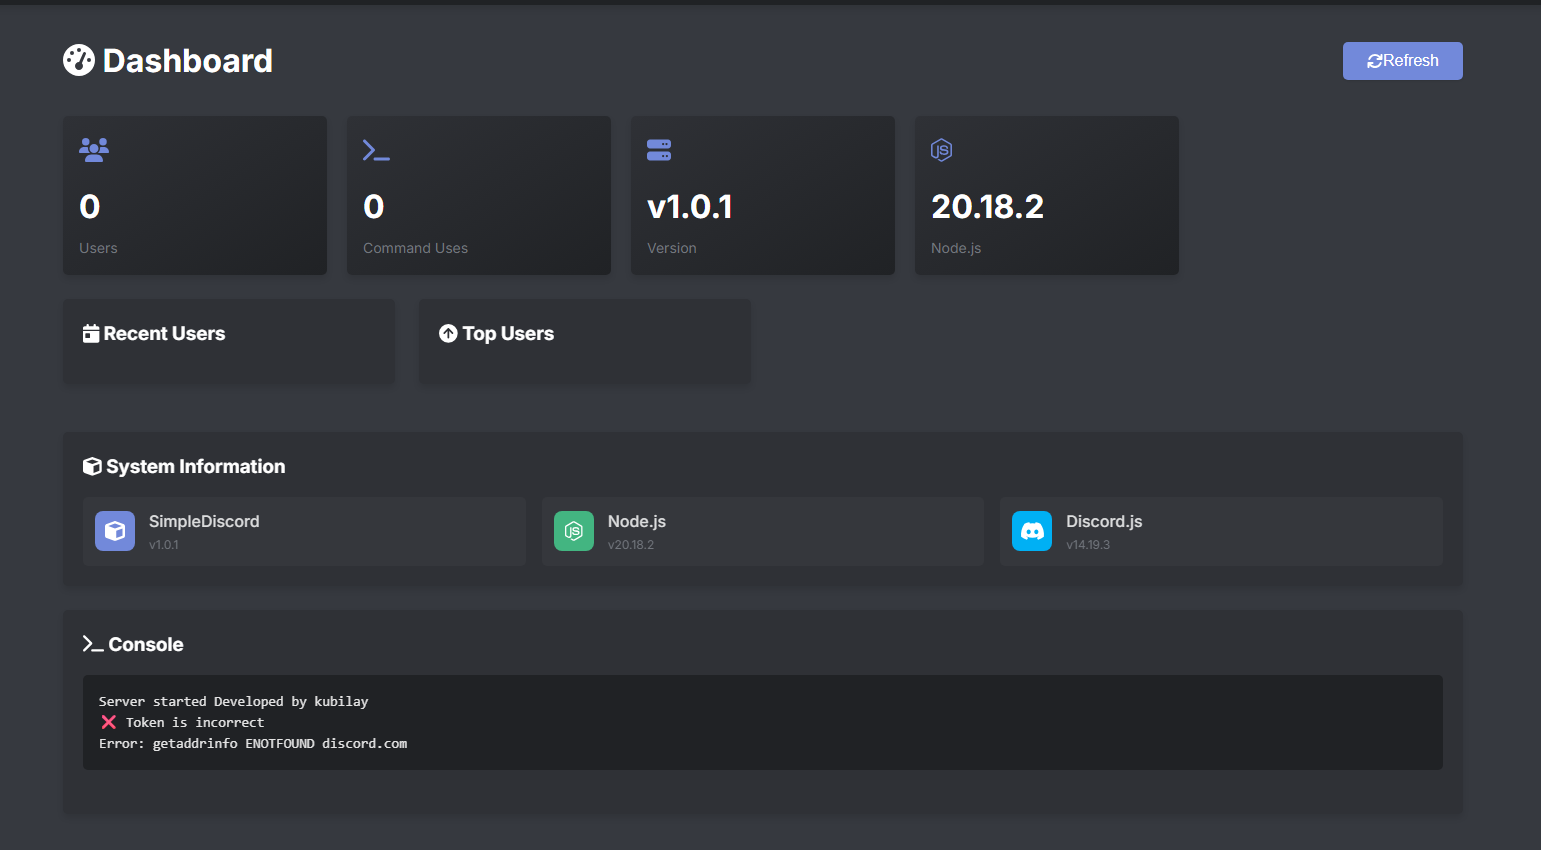 Dashboard
Refresh
0
Users
0
Command Uses
v1.0.1
Version
JS
20.18.2
Node.js
Recent Users
Top Users
System Information
SimpleDiscord
v1.0.1
JS
Node.js
v20.18.2
Discord.js
v14.19.3
Console
Server started Developed by kubilay
❌ Token is incorrect
Error: getaddrinfo ENOTFOUND discord.com